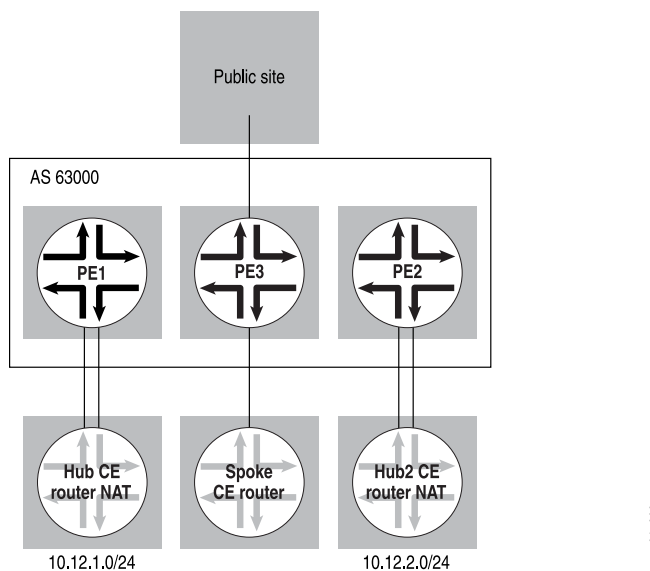 Public site
AS 63000
PE1
PE3
PE2
Hub CE
router NAT
Spoke
CE router
Hub2 CE
router NAT
10.12.1.0/24
10.12.2.0/24